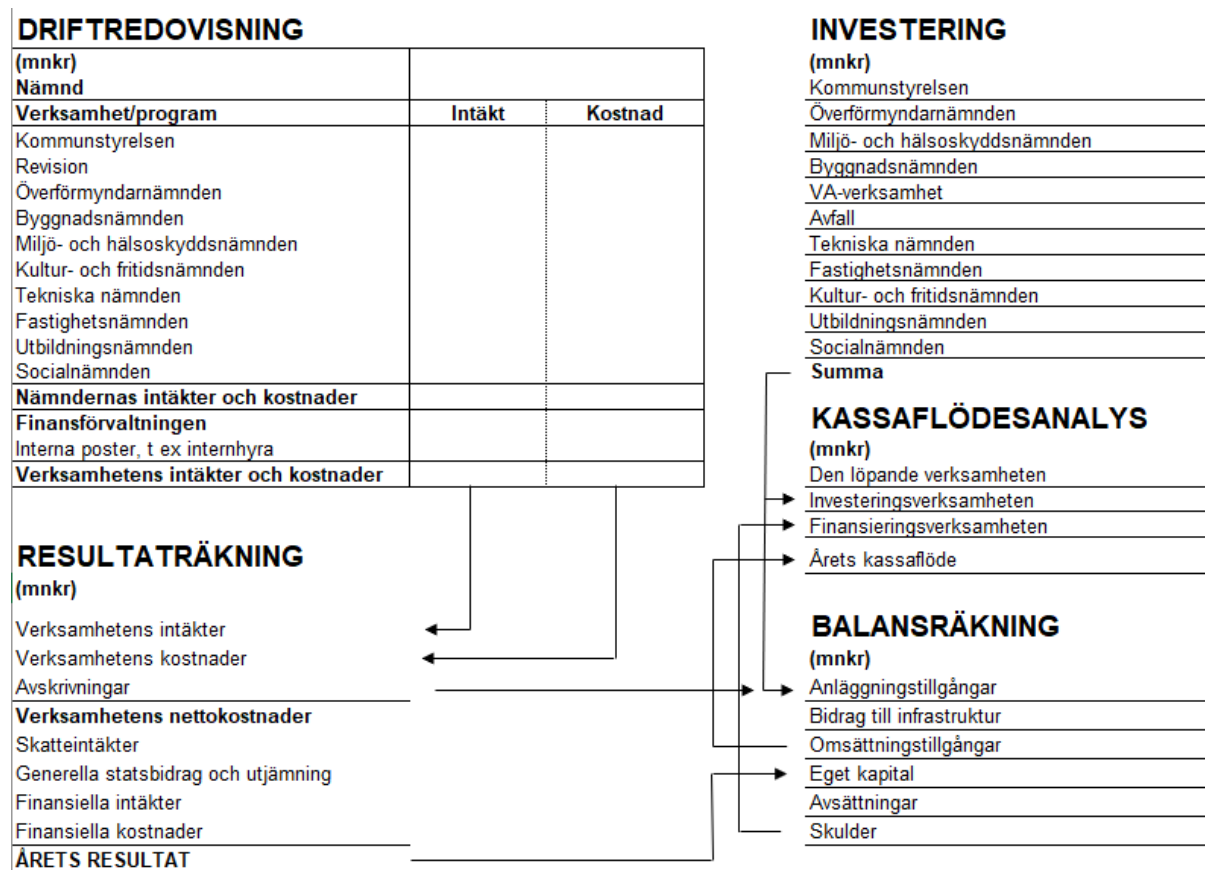 DRIFTREDOVISNING
(mnkr)
Nämnd
Verksamhet/program Intäkt Kostnad
Kommunstyrelsen
Revision
Överförmyndarnämnden
Byggnadsnämnden
Miljö- och hälsoskyddsnämnden
Kultur- och fritidsnämnden
Tekniska nämnden
Fastighetsnämnden
Utbildningsnämnden
Socialnämnden
Nämndernas intäkter och kostnader
Finansförvaltningen
Interna poster, t ex internhyra
Verksamhetens intäkter och kostnader
RESULTATRÄKNING
(mnkr)
Verksamhetens intäkter
Verksamhetens kostnader
Avskrivningar
Verksamhetens nettokostnader
Skatteintäkter
Generella statsbidrag och utjämning
Finansiella intäkter
Finansiella kostnader
ÅRETS RESULTAT
INVESTERING
(mnkr)
Kommunstyrelsen
Överförmyndarnämnden
Miljö- och hälsoskyddsnämnden
Byggnadsnämnden
VA-verksamhet
Avfall
Tekniska nämnden
Fastighetsnämnden
Kultur- och fritidsnämnden
Utbildningsnämnden
Socialnämnden
Summa
KASSAFLÖDESANALYS
(mnkr)
Den löpande verksamheten
Investeringsverksamheten
Finansieringsverksamheten
Årets kassaflöde
BALANSRÄKNING
(mnkr)
Anläggningstillgångar
Bidrag till infrastruktur
Omsättningstillgångar
Eget kapital
Avsättningar
Skulder